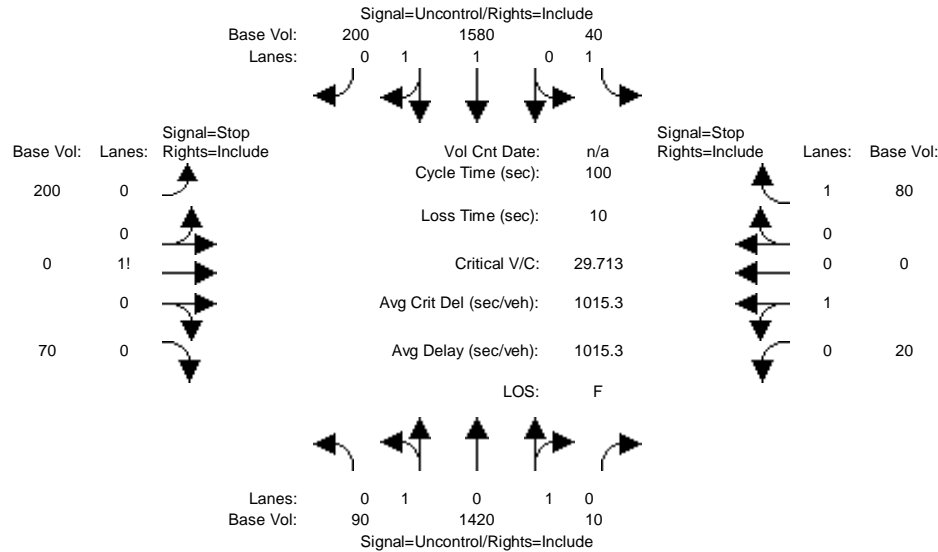 Signal=Uncontrol/Rights=Include
Base Vol: 200 1580 40
Lanes: 0 1 1 0 1
Signal=Stop
Base Vol: Lanes: Rights=Include
Vol Cnt Date: n/a
Signal=Stop
Rights=Include Lanes: Base Vol:
Cycle Time (sec): 100
200 0
1 80
Loss Time (sec): 10
0
0
0 1!
Critical V/C: 29.713
0 0
0
Avg Crit Del (sec/veh): 1015.3
1
70 0
Avg Delay (sec/veh): 1015.3
0 20
LOS: F
Lanes: 0 1 0 1 0
Base Vol: 90 1420 10
Signal=Uncontrol/Rights=Include